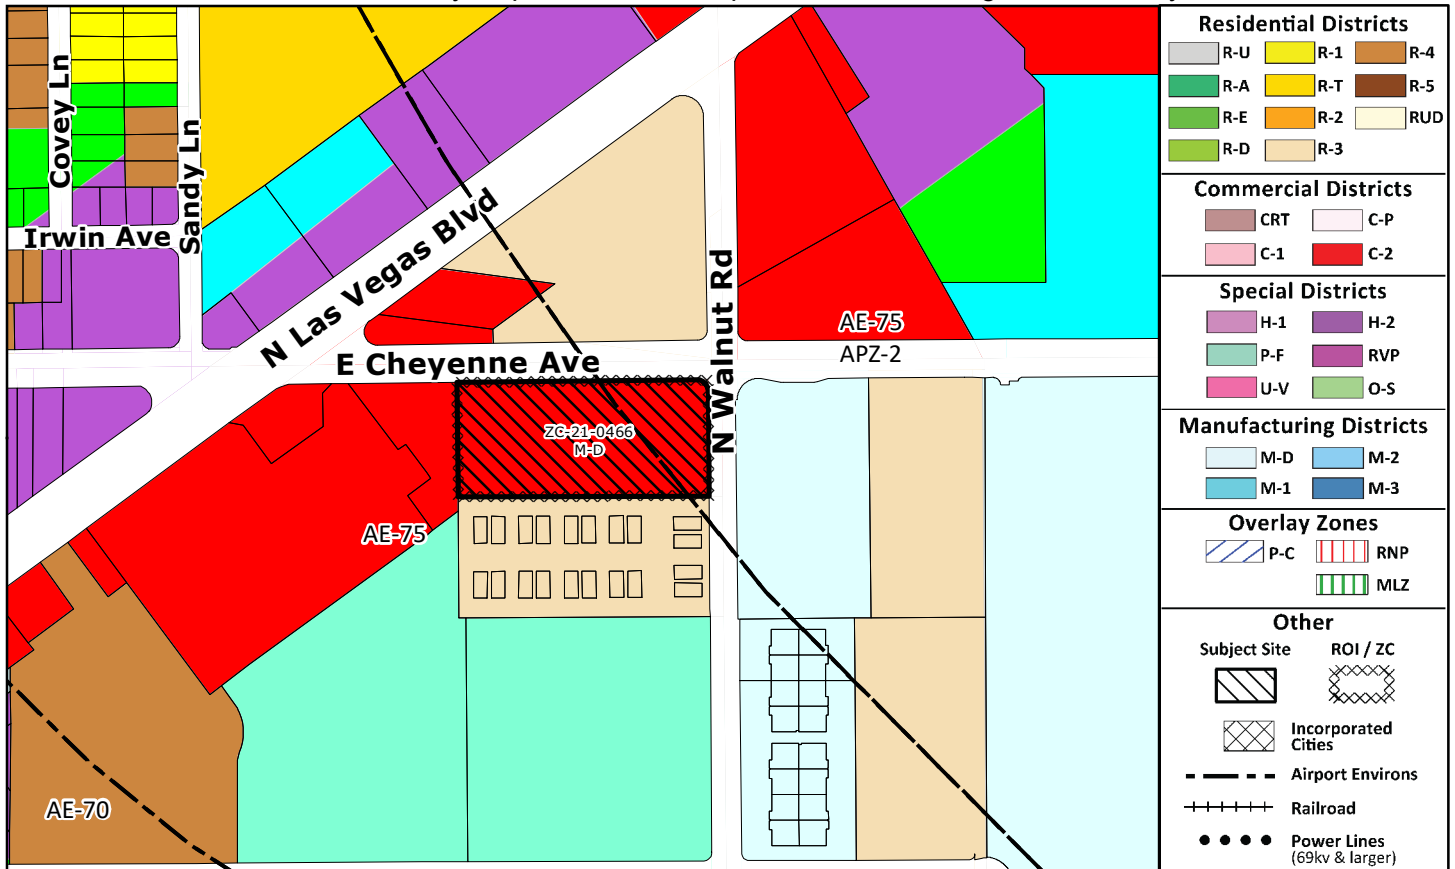 Covey Ln
Sandy Ln
Irwin Ave
N Las Vegas Blvd
E Cheyenne Ave
N Walnut Rd
AE-75
APZ-2
ZC-21-0466
M-D
AE-75
AE-70
Residential Districts
R-U R-1 R-4
R-A R-T R-5
R-E R-2 RUD
R-D R-3
Commercial Districts
CRT C-P
C-1 C-2
Special Districts
H-1 H-2
P-F RVP
U-V O-S
Manufacturing Districts
M-D M-2
M-1 M-3
Overlay Zones
P-C RNP
MLZ
Other
Subject Site ROI / ZC
Incorporated
Cities
Airport Environs
Railroad
Power Lines
(69kv & larger)